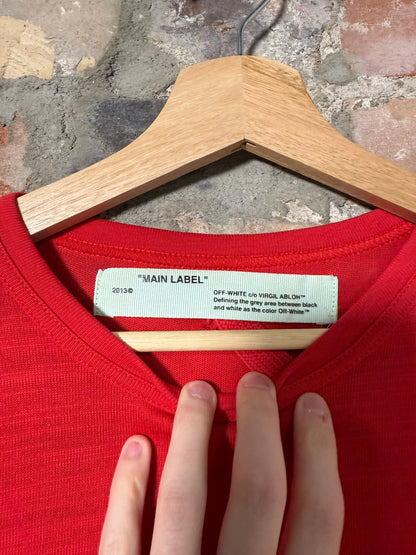 "MAIN LABEL"
2013©
OFF-WHITE c/o VIRGIL ABLOH™
Defining the grey area between black
and white as the color Off-White™